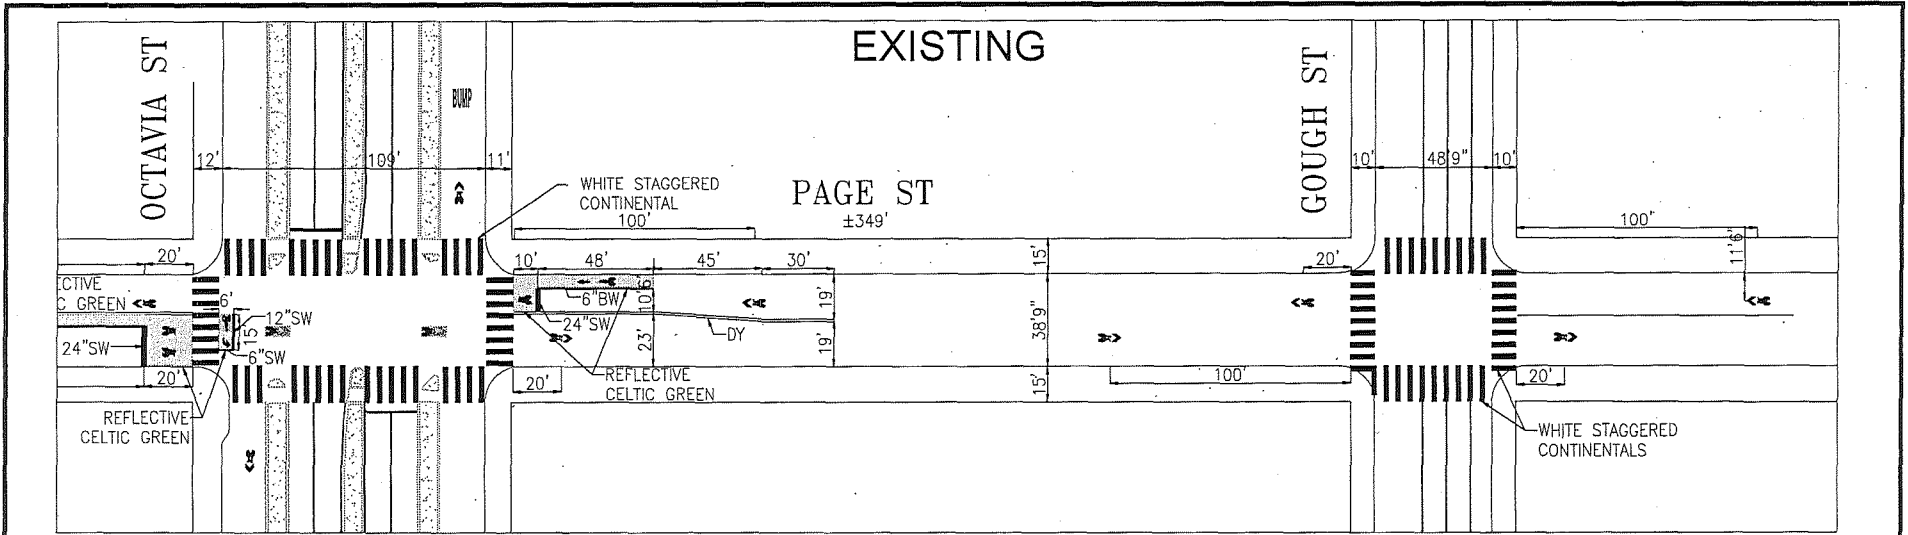 EXISTING
OCTAVIA ST
GOUGH ST
BUMP
12'
109'
11'
10'
48'9"
10'
WHITE STAGGERED
CONTINENTAL
PAGE ST
±349'
100'
100"
20'
10'
48'
45'
30'
15'
20'
11'6"
ECTIVE
C GREEN
6'
12"SW
15'
6"SW
24"SW
20'
6"BW
24"SW
10'6"
23'
DY
19'
19'
38'9"
15'
20'
REFLECTIVE
CELTIC GREEN
100'
20'
REFLECTIVE
CELTIC GREEN
WHITE STAGGERED
CONTINENTALS